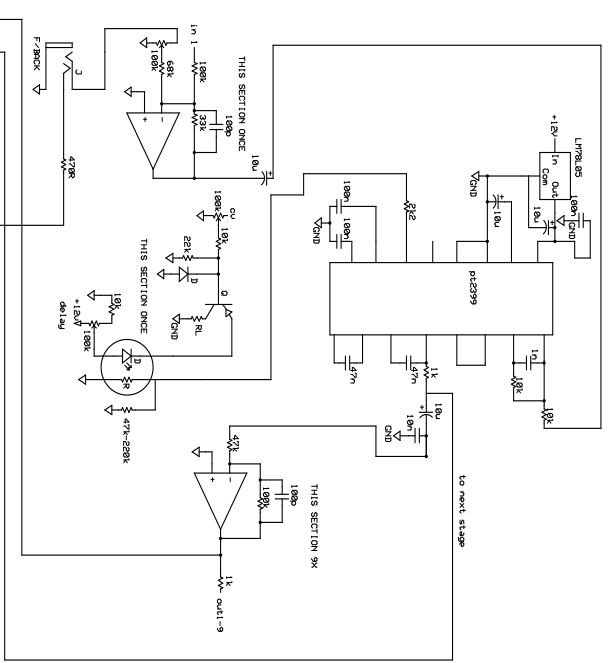 in 1
F/BACK
J
100k
68k
100k
THIS SECTION ONCE
33k
100p
470R
10u
+12V
LM78L05
In
Out
Com
100n
GND
10u
GND
10u
2k2
100n
100n
GND
pt2399
cv
100k
10k
22k
D
Q
RL
GND
THIS SECTION ONCE
10k
+12V
delay
100k
D
R
47k-220k
47n
47n
1k
1n
10k
10k
10u
10n
GND
47k
100k
100p
THIS SECTION 9X
to next stage
1k
out1-9